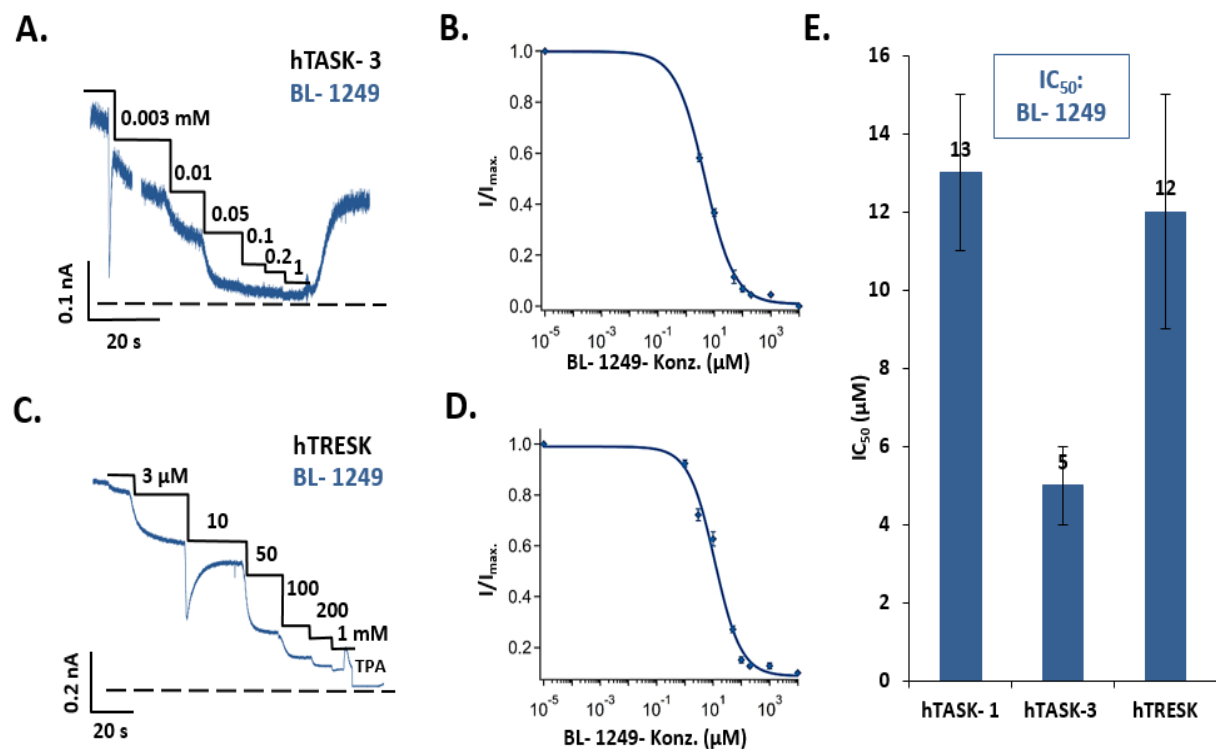 A.
hTASK- 3
BL- 1249
0.003 mM
0.01
0.05
0.1
0.2
1
0.1 nA
20 s
B.
1.0
0.8
0.6
0.4
0.2
0.0
I/Imax.
10⁻⁵ 10⁻³ 10⁻¹ 10¹ 10³
BL- 1249- Konz. (µM)
C.
hTRESK
BL- 1249
3 µM
10
50
100
200
1 mM
TPA
0.2 nA
20 s
D.
1.0
0.8
0.6
0.4
0.2
I/Imax.
10⁻⁵ 10⁻³ 10⁻¹ 10¹ 10³
BL- 1249- Konz. (µM)
E.
IC₅₀:
BL- 1249
16
14
12
10
8
6
4
2
0
IC₅₀ (µM)
13
5
12
hTASK- 1 hTASK-3 hTRESK